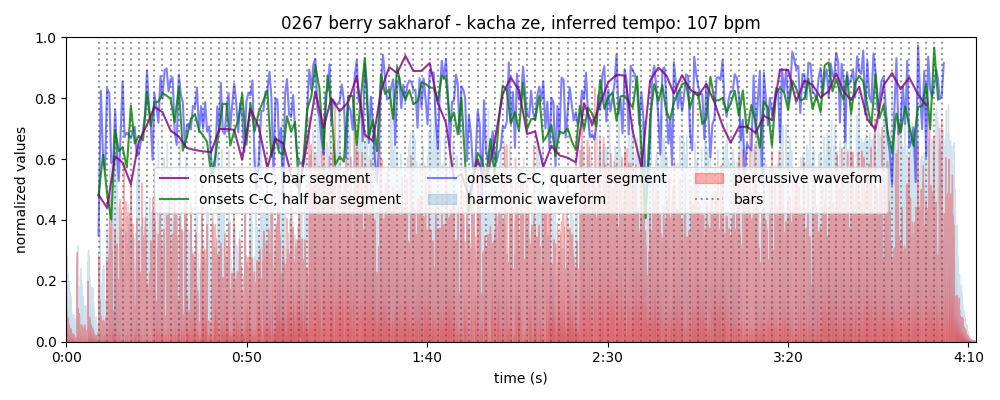 0267 berry sakharof - kacha ze, inferred tempo: 107 bpm
1.0
0.8
0.6
0.4
0.2
0.0
normalized values
onsets C-C, bar segment
onsets C-C, half bar segment
onsets C-C, quarter segment
harmonic waveform
percussive waveform
bars
0:00 0:50 1:40 2:30 3:20 4:10
time (s)